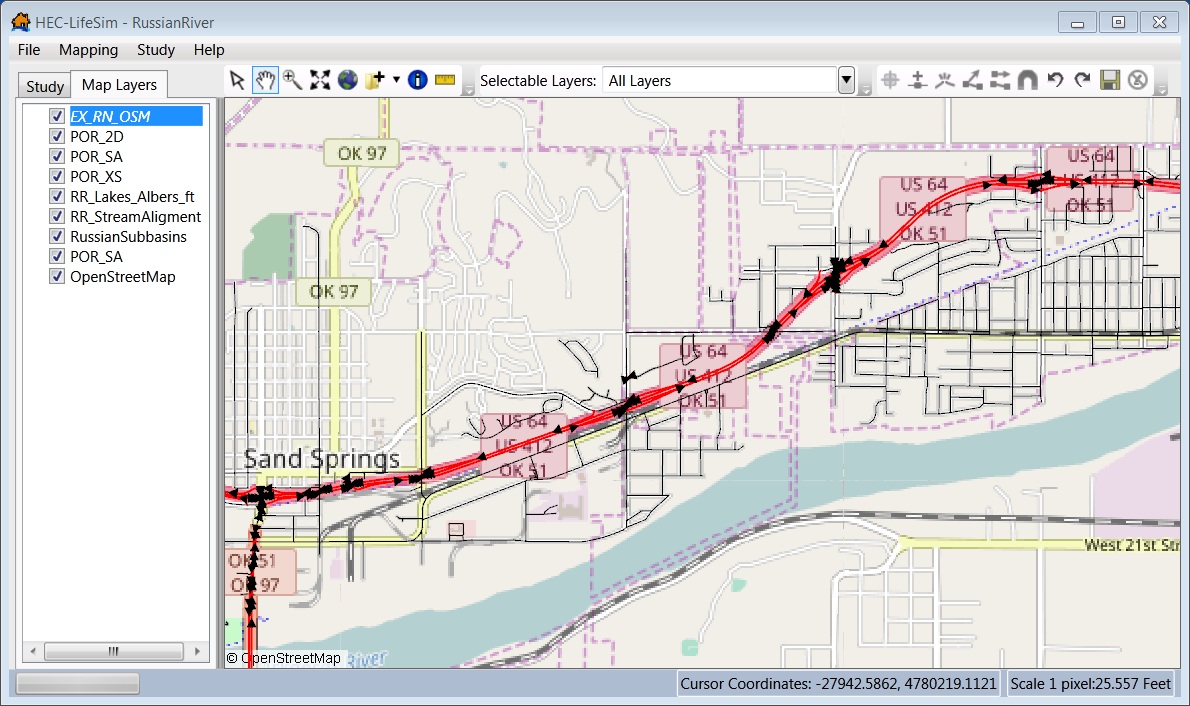 HEC-LifeSim - RussianRiver
File Mapping Study Help
Study Map Layers
Selectable Layers: All Layers
EX_RN_OSM
POR_2D
POR_SA
POR_XS
RR_Lakes_Albers_ft
RR_StreamAligment
RussianSubbasins
POR_SA
OpenStreetMap
OK 97
US 64
US 412
OK 51
US 64
US 412
OK 51
OK 97
US 64
US 412
OK 51
US 64
US 412
OK 51
Sand Springs
OK 51
OK 97
West 21st Str
© OpenStreetMap
River
Cursor Coordinates: -27942.5862, 4780219.1121
Scale 1 pixel:25.557 Feet